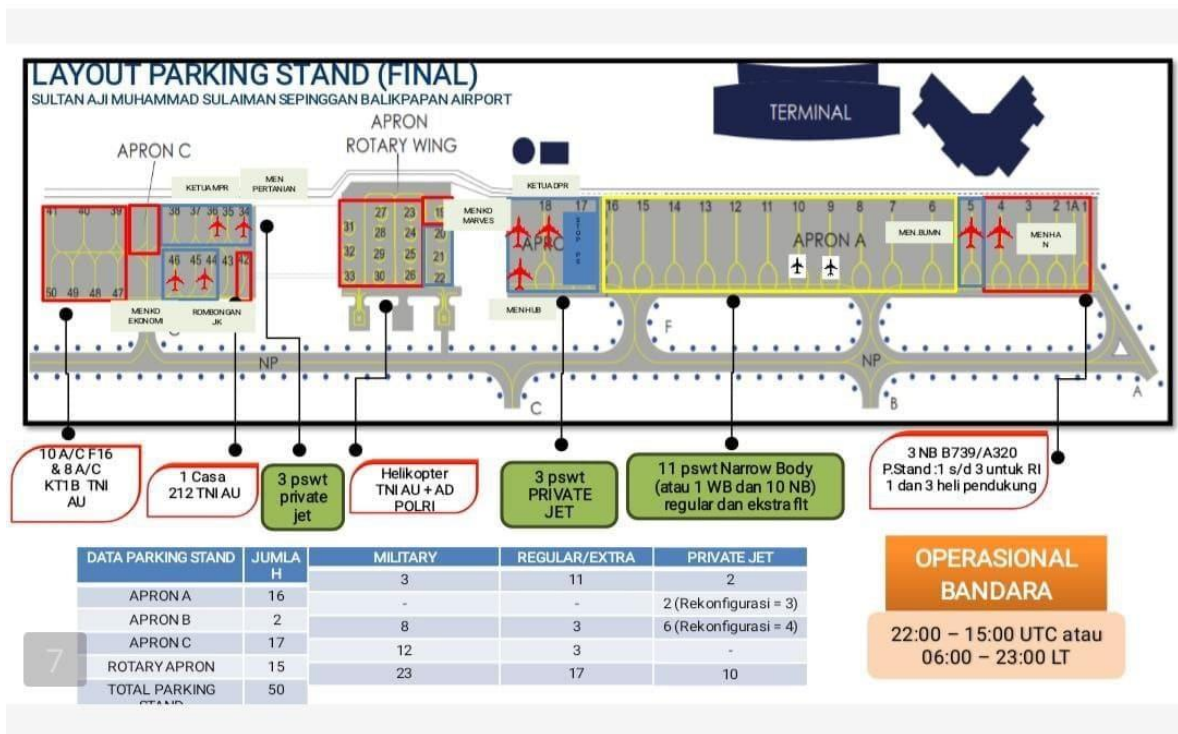 LAYOUT PARKING STAND (FINAL)
SULTAN AJI MUHAMMAD SULAIMAN SEPINGGAN BALIKPAPAN AIRPORT
TERMINAL
APRON C
APRON
ROTARY WING
KETUA MPR
MEN
PERTANIAN
KETUA DPR
MENKO
MARVES
STOP PS
MEN.BUMN
MENHA
N
APRON A
APRO
41 40 39
38 37 36 35 34
46 45 44 43 42
50 49 48 47
27 23 19
31 28 24 20
32 29 25 21
33 30 26 22
18 17 16 15 14 13 12 11 10 9 8 7 6 5 4 3 2 1A 1
MENKO
EKONOMI
ROMBONGAN
JK
MENHUB
NP
F
NP
C
B
A
10 A/C F16
& 8 A/C
KT1B TNI
AU
1 Casa
212 TNI AU
3 pswt
private
jet
Helikopter
TNI AU + AD
POLRI
3 pswt
PRIVATE
JET
11 pswt Narrow Body
(atau 1 WB dan 10 NB)
regular dan ekstra flt
3 NB B739/A320
P.Stand :1 s/d 3 untuk RI
1 dan 3 heli pendukung
DATA PARKING STAND JUMLA
H MILITARY REGULAR/EXTRA PRIVATE JET
APRON A 16 3 11 2
APRON B 2 - - 2 (Rekonfigurasi = 3)
APRON C 17 8 3 6 (Rekonfigurasi = 4)
ROTARY APRON 15 12 3 -
TOTAL PARKING
STAND 50 23 17 10
OPERASIONAL
BANDARA
22:00 – 15:00 UTC atau
06:00 – 23:00 LT
7